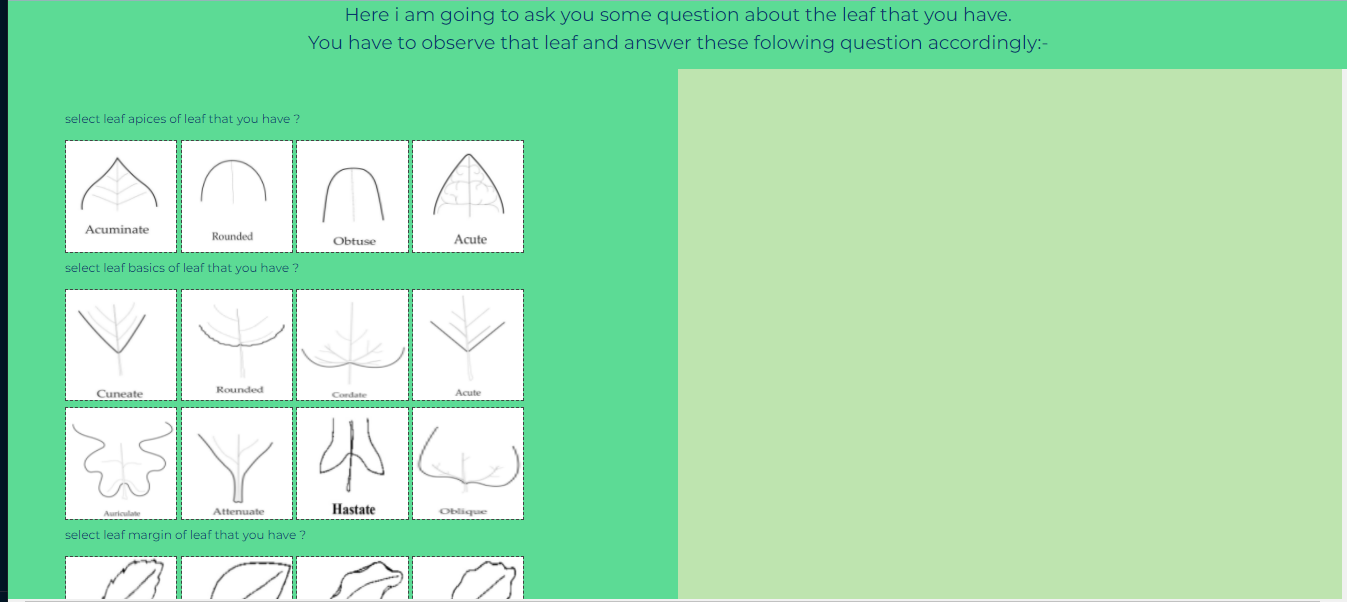 Here i am going to ask you some question about the leaf that you have.
You have to observe that leaf and answer these folowing question accordingly:-
select leaf apices of leaf that you have ?
Acuminate
Rounded
Obtuse
Acute
select leaf basics of leaf that you have ?
Cuneate
Rounded
Cordate
Acute
Auriculate
Attenuate
Hastate
Oblique
select leaf margin of leaf that you have ?